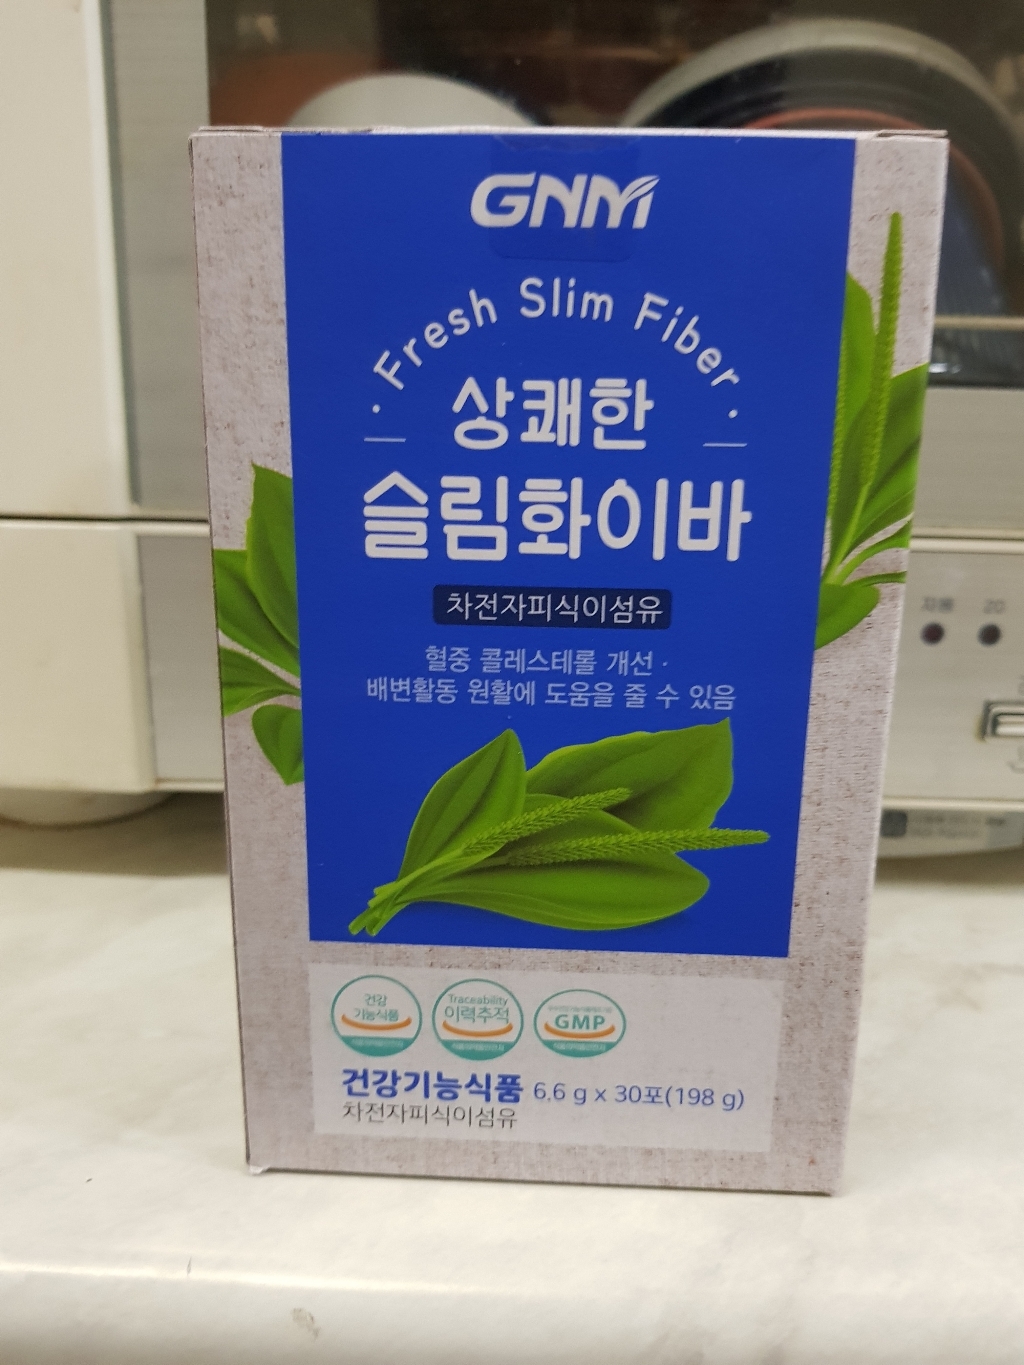 GNM
· Fresh Slim Fiber ·
상쾌한
슬림화이바
차전자피식이섬유
혈중 콜레스테롤 개선 ·
배변활동 원활에 도움을 줄 수 있음
건강
기능식품
Traceability
이력추적
GMP
건강기능식품 6.6 g x 30포(198 g)
차전자피식이섬유
자동 20